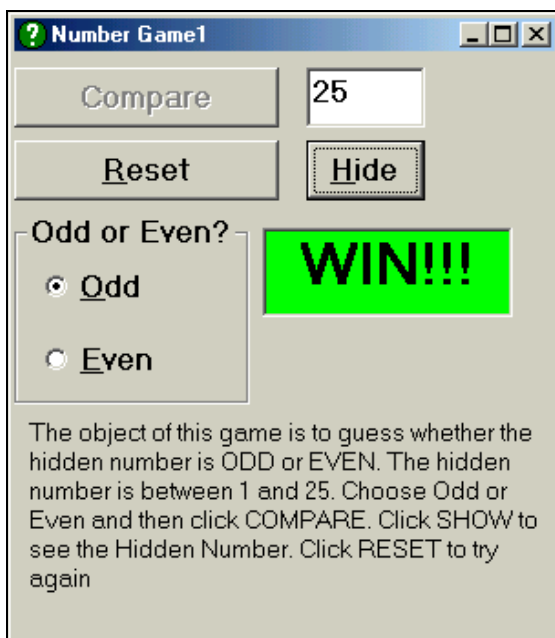 Number Game1
Compare 25
Reset Hide
Odd or Even?
WIN!!!
Odd
Even
The object of this game is to guess whether the
hidden number is ODD or EVEN. The hidden
number is between 1 and 25. Choose Odd or
Even and then click COMPARE. Click SHOW to
see the Hidden Number. Click RESET to try
again